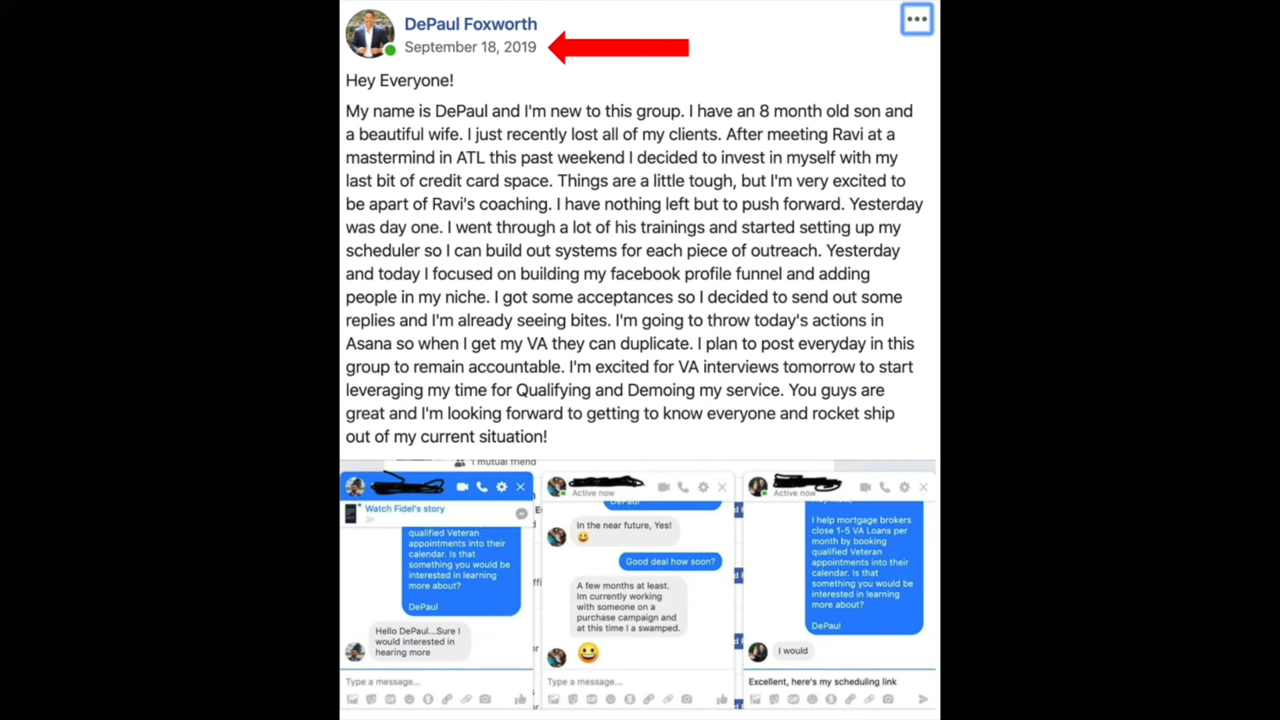 DePaul Foxworth
September 18, 2019
Hey Everyone!
My name is DePaul and I'm new to this group. I have an 8 month old son and
a beautiful wife. I just recently lost all of my clients. After meeting Ravi at a
mastermind in ATL this past weekend I decided to invest in myself with my
last bit of credit card space. Things are a little tough, but I'm very excited to
be apart of Ravi's coaching. I have nothing left but to push forward. Yesterday
was day one. I went through a lot of his trainings and started setting up my
scheduler so I can build out systems for each piece of outreach. Yesterday
and today I focused on building my facebook profile funnel and adding
people in my niche. I got some acceptances so I decided to send out some
replies and I'm already seeing bites. I'm going to throw today's actions in
Asana so when I get my VA they can duplicate. I plan to post everyday in this
group to remain accountable. I'm excited for VA interviews tomorrow to start
leveraging my time for Qualifying and Demoing my service. You guys are
great and I'm looking forward to getting to know everyone and rocket ship
out of my current situation!
1 mutual friend
Watch Fidel's story
3h
qualified Veteran
appointments into their
calendar. Is that
something you would be
interested in learning
more about?
DePaul
Hello DePaul...Sure I
would interested in
hearing more
Type a message...
GIF
Active now
DePaul
In the near future, Yes!
Good deal how soon?
A few months at least.
Im currently working
with someone on a
purchase campaign and
at this time I a swamped.
Type a message...
GIF
Active now
I help mortgage brokers
close 1-5 VA Loans per
month by booking
qualified Veteran
appointments into their
calendar. Is that
something you would be
interested in learning
more about?
DePaul
I would
Excellent, here's my scheduling link
GIF